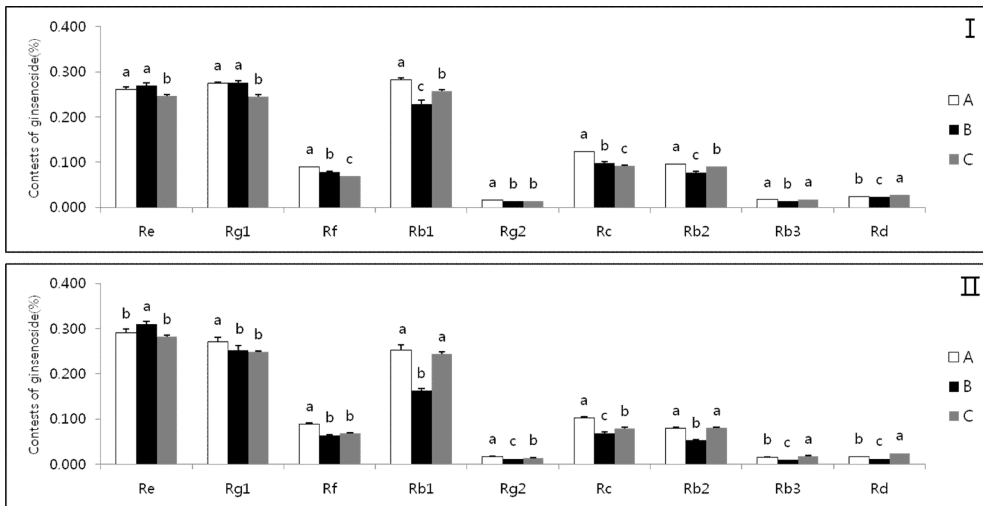 I
Contests of ginsenoside(%)
0.400
0.300
0.200
0.100
0.000
a a b
a a b
a b c
a c b
a b b
a b c
a c b
a b a
b c a
Re Rg1 Rf Rb1 Rg2 Rc Rb2 Rb3 Rd
A
B
C
II
Contests of ginsenoside(%)
0.400
0.300
0.200
0.100
0.000
b a b
a b b
a b b
a b a
a c b
a c b
a b a
b c a
b c a
Re Rg1 Rf Rb1 Rg2 Rc Rb2 Rb3 Rd
A
B
C